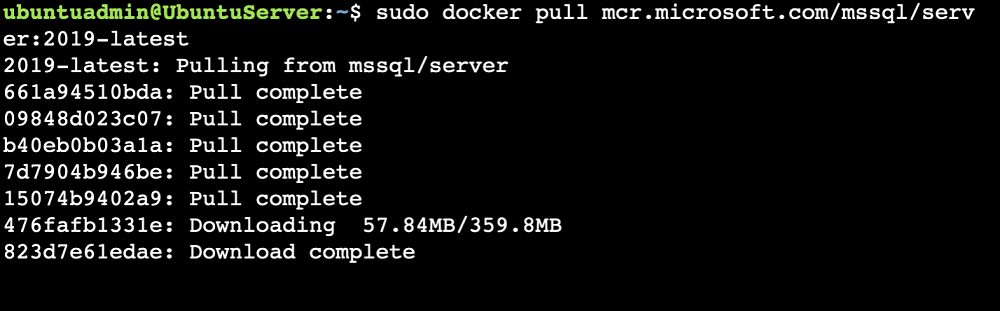 ubuntuadmin@UbuntuServer:~$ sudo docker pull mcr.microsoft.com/mssql/serv
er:2019-latest
2019-latest: Pulling from mssql/server
661a94510bda: Pull complete
09848d023c07: Pull complete
b40eb0b03a1a: Pull complete
7d7904b946be: Pull complete
15074b9402a9: Pull complete
476fafb1331e: Downloading  57.84MB/359.8MB
823d7e61edae: Download complete